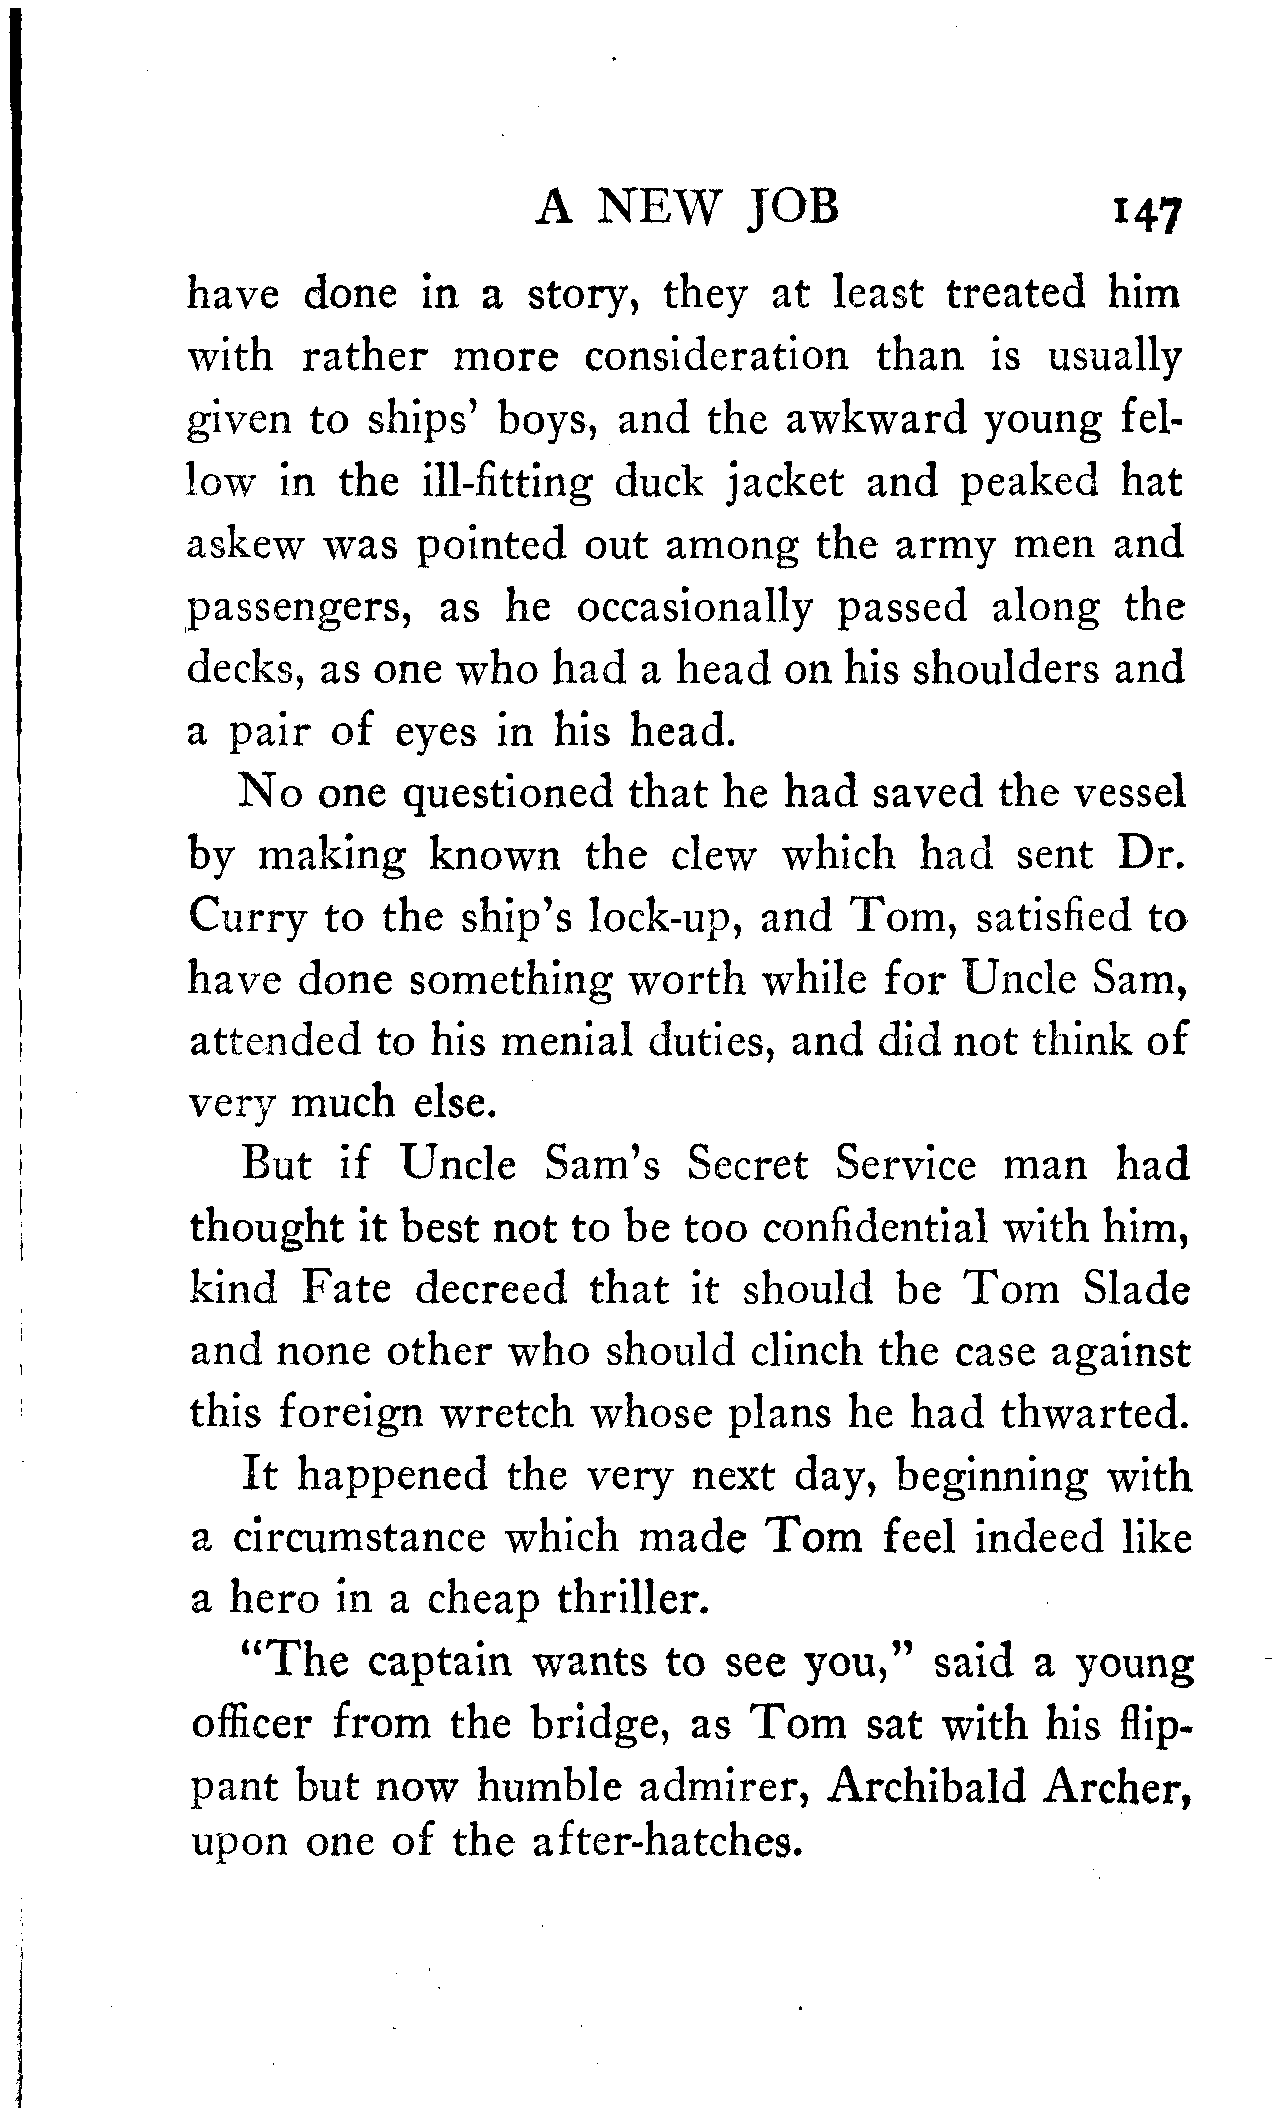 A NEW JOB 147
have done in a story, they at least treated him
with rather more consideration than is usually
given to ships' boys, and the awkward young fel-
low in the ill-fitting duck jacket and peaked hat
askew was pointed out among the army men and
passengers, as he occasionally passed along the
decks, as one who had a head on his shoulders and
a pair of eyes in his head.
No one questioned that he had saved the vessel
by making known the clew which had sent Dr.
Curry to the ship's lock-up, and Tom, satisfied to
have done something worth while for Uncle Sam,
attended to his menial duties, and did not think of
very much else.
But if Uncle Sam's Secret Service man had
thought it best not to be too confidential with him,
kind Fate decreed that it should be Tom Slade
and none other who should clinch the case against
this foreign wretch whose plans he had thwarted.
It happened the very next day, beginning with
a circumstance which made Tom feel indeed like
a hero in a cheap thriller.
"The captain wants to see you," said a young
officer from the bridge, as Tom sat with his flip-
pant but now humble admirer, Archibald Archer,
upon one of the after-hatches.